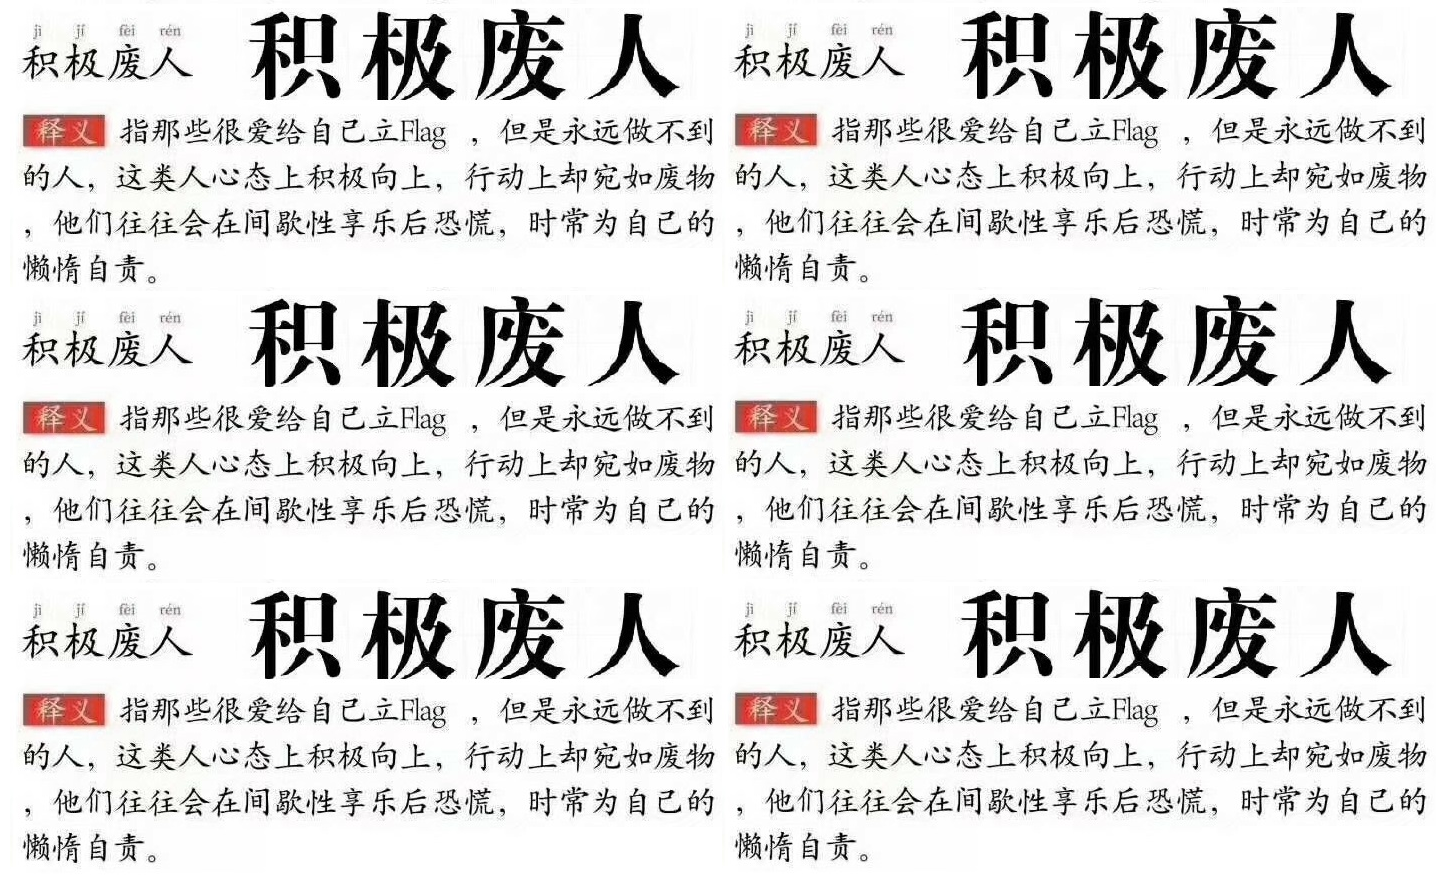 jì jí fèi rén
积极废人 积极废人
释义 指那些很爱给自己立Flag ，但是永远做不到
的人，这类人心态上积极向上，行动上却宛如废物
，他们往往会在间歇性享乐后恐慌，时常为自己的
懒惰自责。
jì jí fèi rén
积极废人 积极废人
释义 指那些很爱给自己立Flag ，但是永远做不到
的人，这类人心态上积极向上，行动上却宛如废物
，他们往往会在间歇性享乐后恐慌，时常为自己的
懒惰自责。
jì jí fèi rén
积极废人 积极废人
释义 指那些很爱给自己立Flag ，但是永远做不到
的人，这类人心态上积极向上，行动上却宛如废物
，他们往往会在间歇性享乐后恐慌，时常为自己的
懒惰自责。
jì jí fèi rén
积极废人 积极废人
释义 指那些很爱给自己立Flag ，但是永远做不到
的人，这类人心态上积极向上，行动上却宛如废物
，他们往往会在间歇性享乐后恐慌，时常为自己的
懒惰自责。
jì jí fèi rén
积极废人 积极废人
释义 指那些很爱给自己立Flag ，但是永远做不到
的人，这类人心态上积极向上，行动上却宛如废物
，他们往往会在间歇性享乐后恐慌，时常为自己的
懒惰自责。
jì jí fèi rén
积极废人 积极废人
释义 指那些很爱给自己立Flag ，但是永远做不到
的人，这类人心态上积极向上，行动上却宛如废物
，他们往往会在间歇性享乐后恐慌，时常为自己的
懒惰自责。